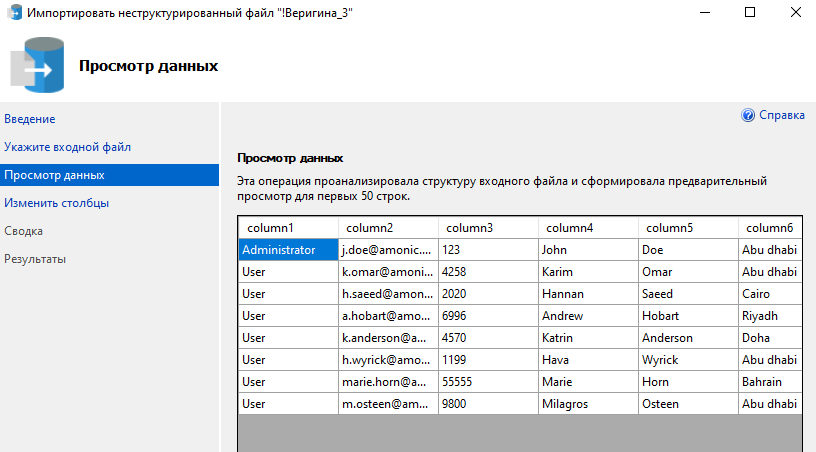 Импортировать неструктурированный файл "!Веригина_3"
Просмотр данных
Введение
Укажите входной файл
Просмотр данных
Изменить столбцы
Сводка
Результаты
Справка
Просмотр данных
Эта операция проанализировала структуру входного файла и сформировала предварительный
просмотр для первых 50 строк.
column1 column2 column3 column4 column5 column6
Administrator j.doe@amonic.... 123 John Doe Abu dhabi
User k.omar@amoni... 4258 Karim Omar Abu dhabi
User h.saeed@amon... 2020 Hannan Saeed Cairo
User a.hobart@amo... 6996 Andrew Hobart Riyadh
User k.anderson@a... 4570 Katrin Anderson Doha
User h.wyrick@amo... 1199 Hava Wyrick Abu dhabi
User marie.horn@a... 55555 Marie Horn Bahrain
User m.osteen@am... 9800 Milagros Osteen Abu dhabi